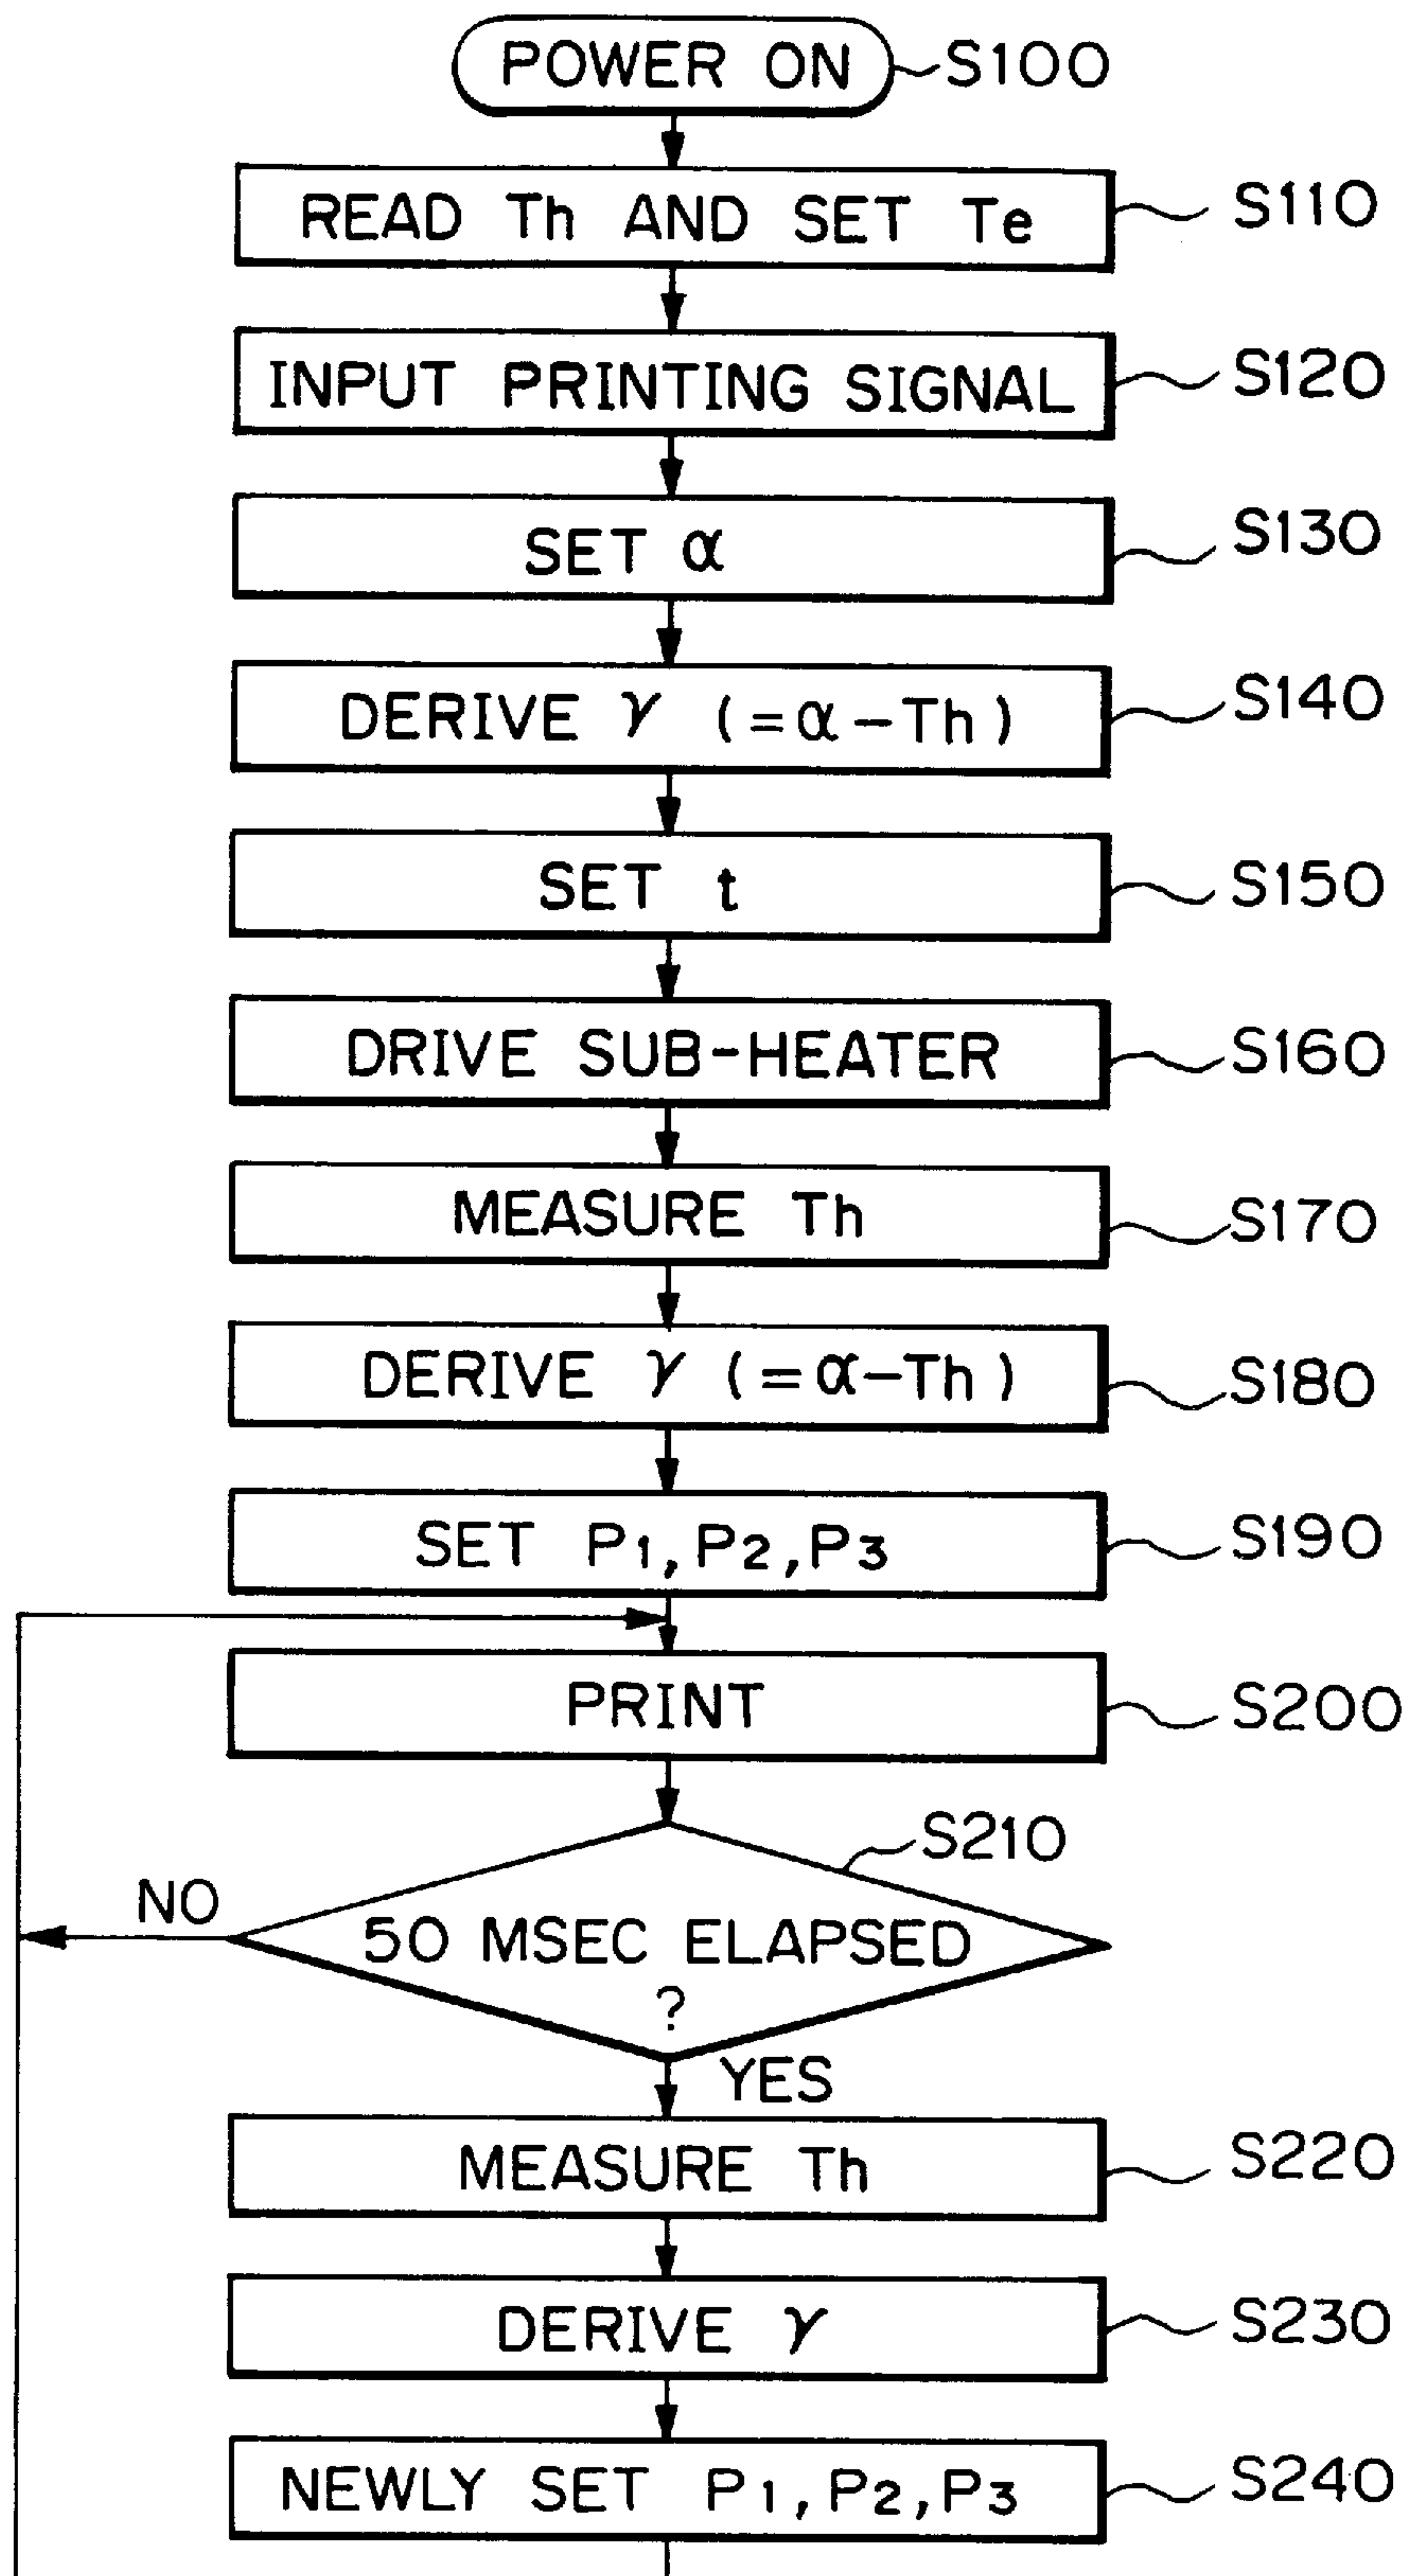 POWER ON S100
READ Th AND SET Te S110
INPUT PRINTING SIGNAL S120
SET α S130
DERIVE γ (=α-Th) S140
SET t S150
DRIVE SUB-HEATER S160
MEASURE Th S170
DERIVE γ (=α-Th) S180
SET P1, P2, P3 S190
PRINT S200
S210
NO
50 MSEC ELAPSED
?
YES
MEASURE Th S220
DERIVE γ S230
NEWLY SET P1, P2, P3 S240